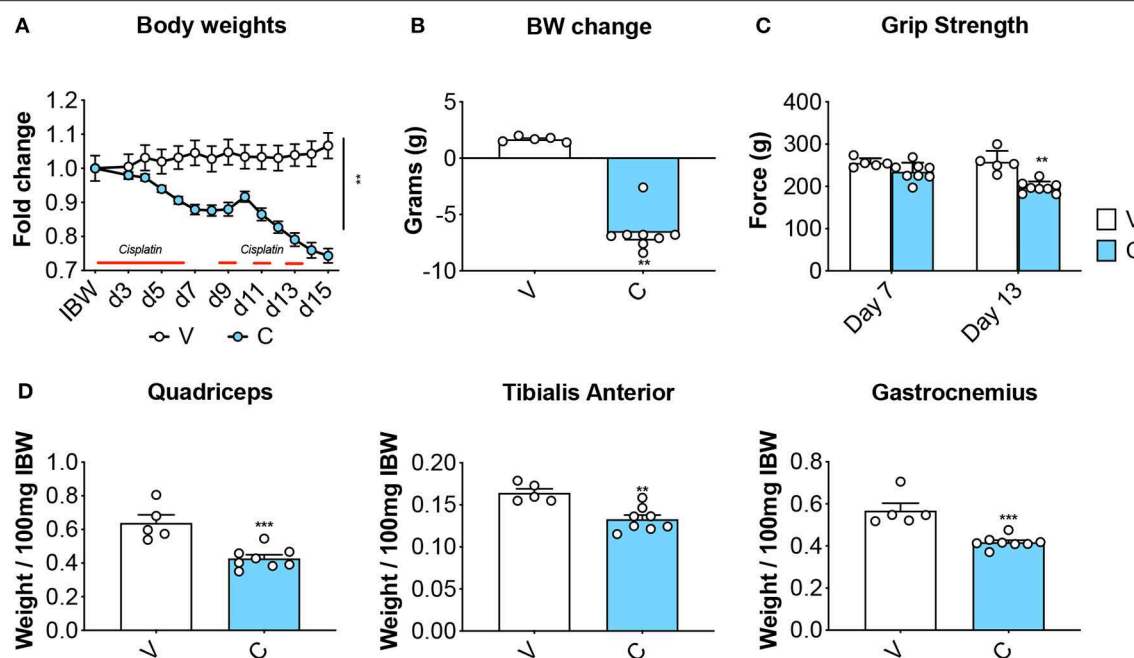 A Body weights
Fold change
1.2
1.1
1.0
0.9
0.8
0.7
Cisplatin Cisplatin
**
IBW d3 d5 d7 d9 d11 d13 d15
V C
B BW change
Grams (g)
5
0
-5
-10
**
V C
C Grip Strength
Force (g)
400
300
200
100
0
**
Day 7 Day 13
V
C
D Quadriceps
Weight / 100mg IBW
1.0
0.8
0.6
0.4
0.2
0.0
***
V C
Tibialis Anterior
Weight / 100mg IBW
0.20
0.15
0.10
0.05
0.00
**
V C
Gastrocnemius
Weight / 100mg IBW
0.8
0.6
0.4
0.2
0.0
***
V C